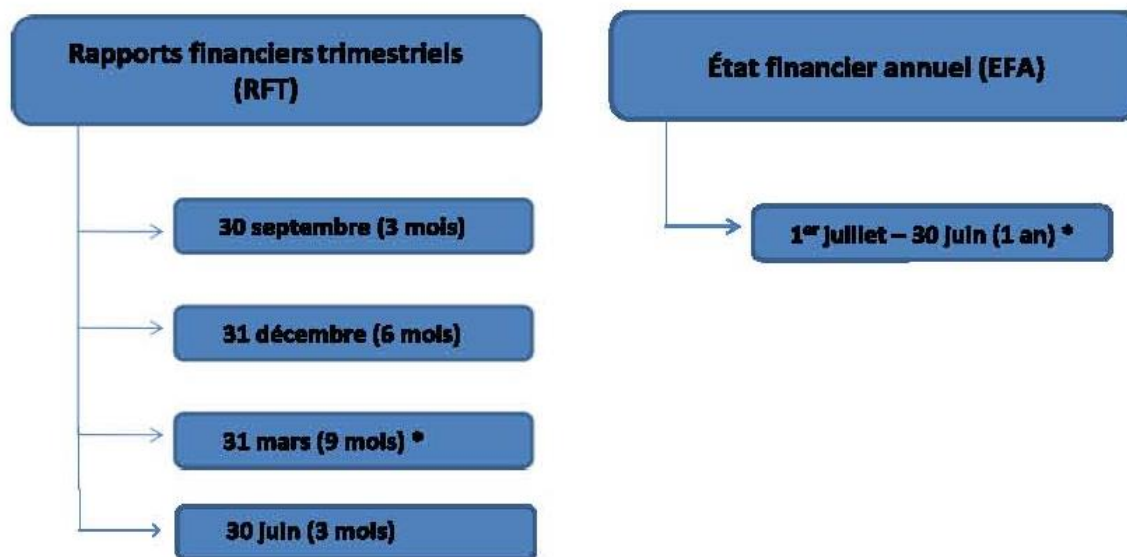 Rapports financiers trimestriels
(RFT)
30 septembre (3 mois)
31 décembre (6 mois)
31 mars (9 mois) *
30 juin (3 mois)
État financier annuel (EFA)
1er juillet – 30 juin (1 an) *